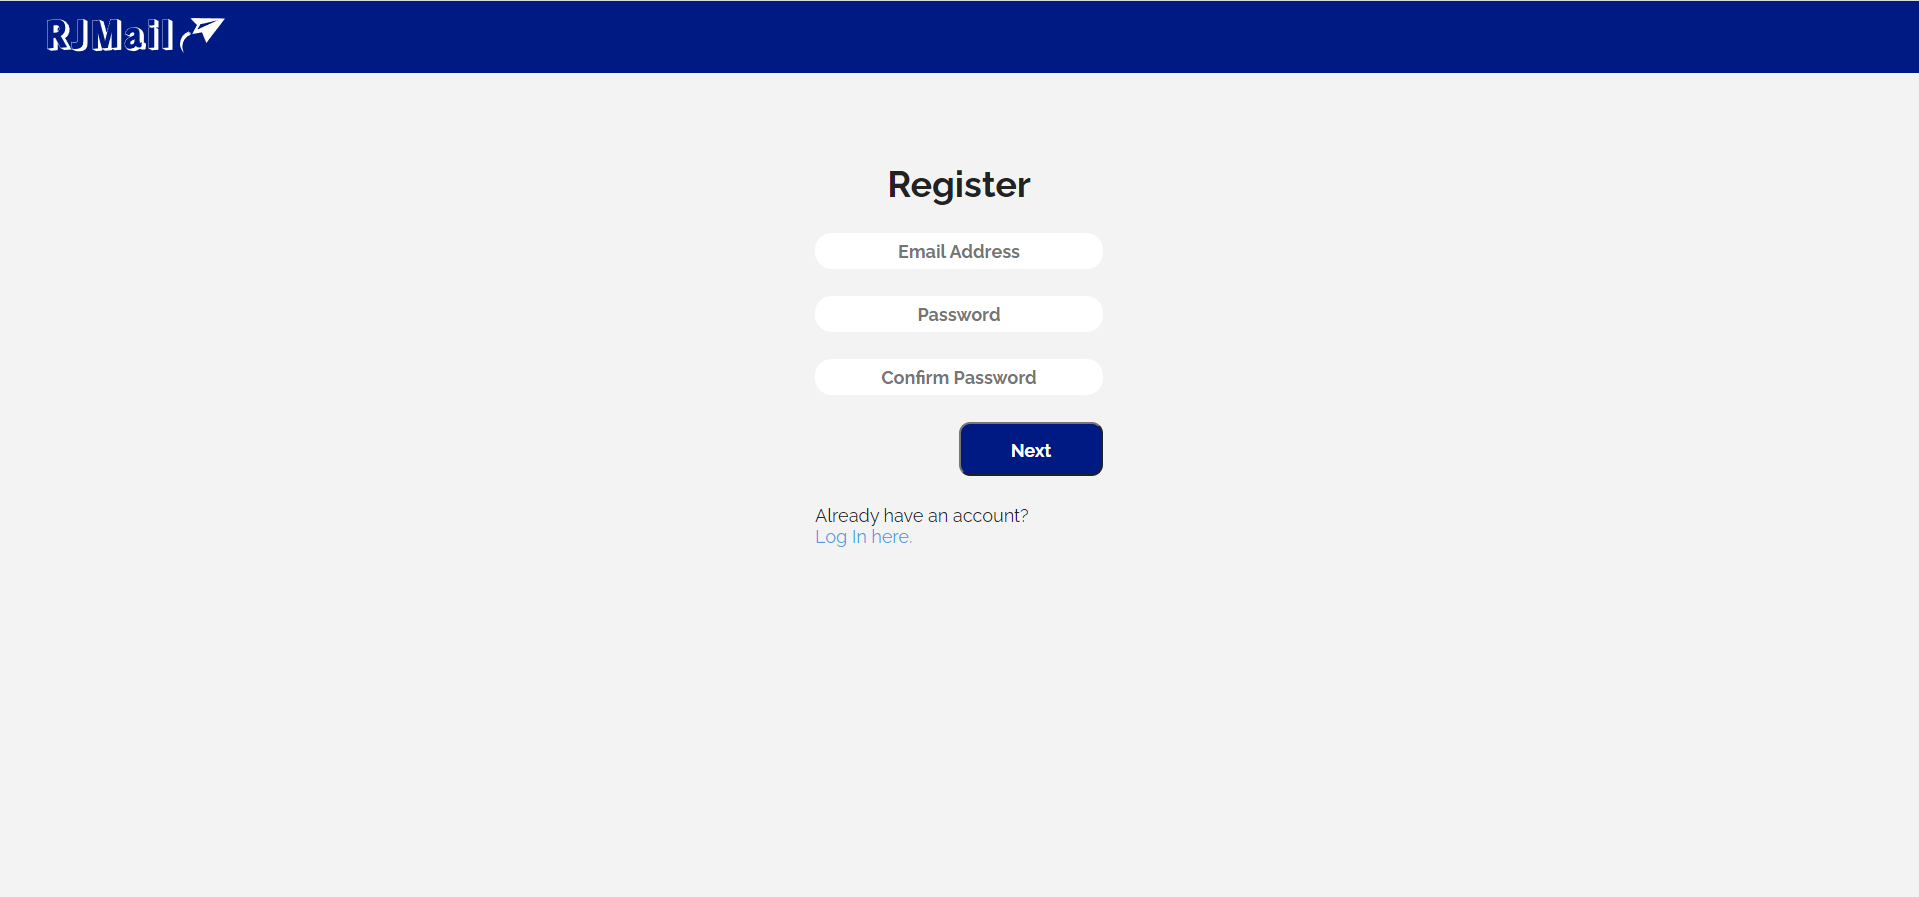 RJMail
Register
Email Address
Password
Confirm Password
Next
Already have an account?
Log In here.